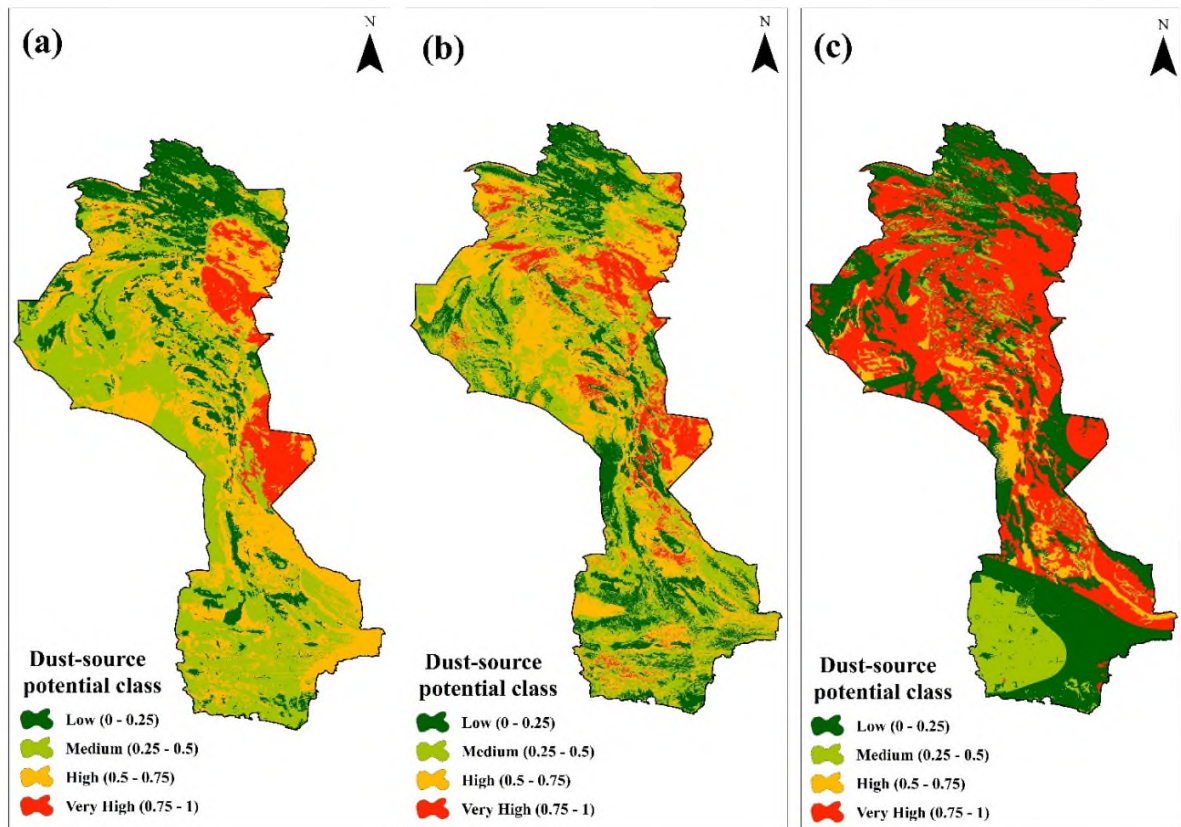 (a)
N
Dust-source
potential class
Low (0 - 0.25)
Medium (0.25 - 0.5)
High (0.5 - 0.75)
Very High (0.75 - 1)
(b)
N
Dust-source
potential class
Low (0 - 0.25)
Medium (0.25 - 0.5)
High (0.5 - 0.75)
Very High (0.75 - 1)
(c)
N
Dust-source
potential class
Low (0 - 0.25)
Medium (0.25 - 0.5)
High (0.5 - 0.75)
Very High (0.75 - 1)